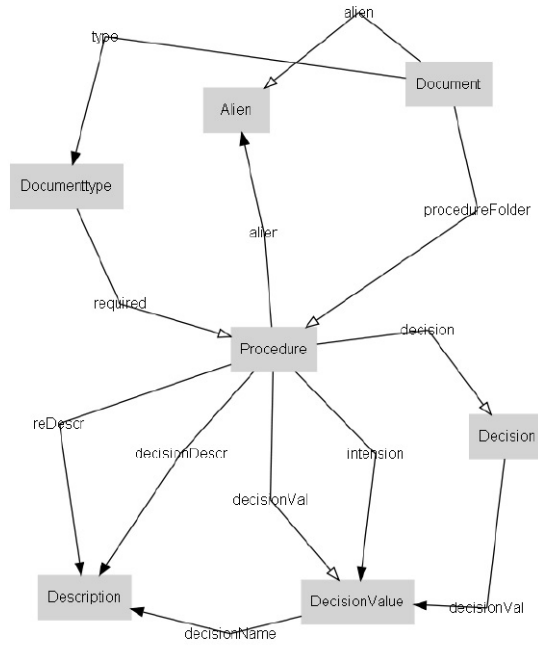 alien
type
Document
Alien
Documenttype
procedureFolder
alien
required
decision
Procedure
reDescr
Decision
decisionDescr
intension
decisionVal
Description
DecisionValue
decisionVal
decisionName